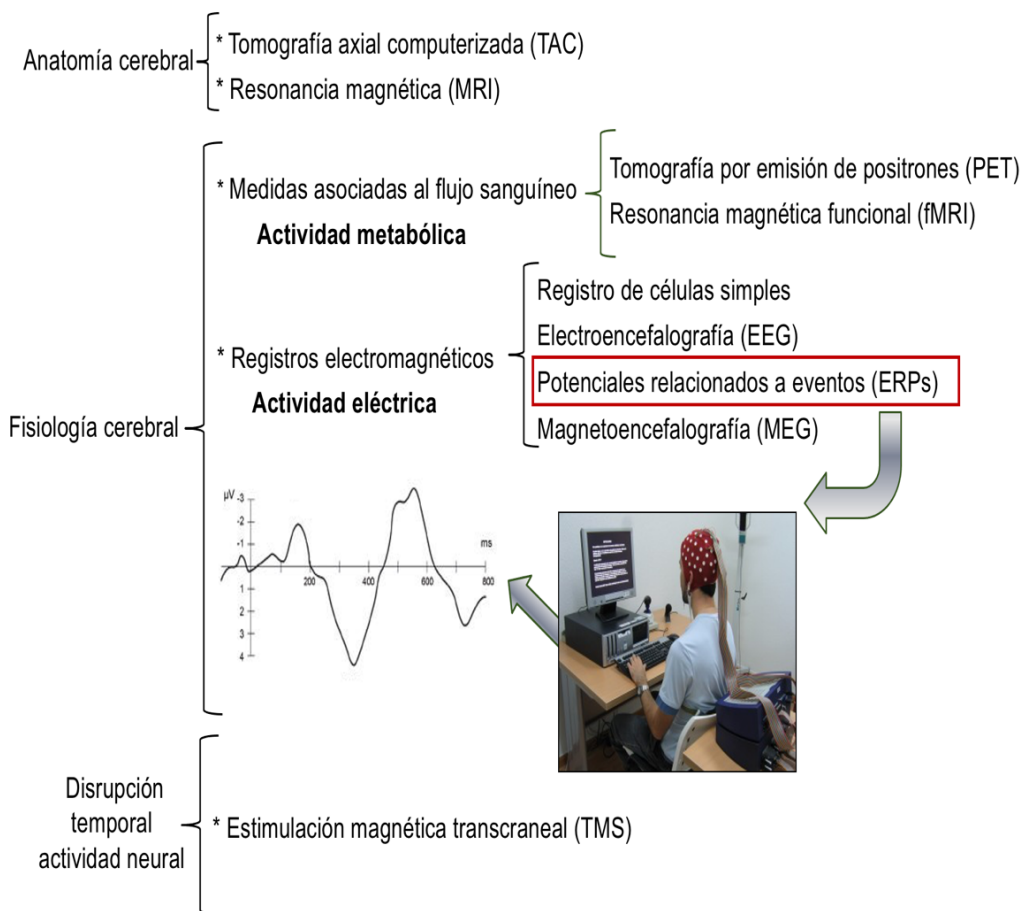 Anatomía cerebral
* Tomografía axial computerizada (TAC)
* Resonancia magnética (MRI)
Fisiología cerebral
* Medidas asociadas al flujo sanguíneo
Actividad metabólica
Tomografía por emisión de positrones (PET)
Resonancia magnética funcional (fMRI)
* Registros electromagnéticos
Actividad eléctrica
Registro de células simples
Electroencefalografía (EEG)
Potenciales relacionados a eventos (ERPs)
Magnetoencefalografía (MEG)
µV
-3
-2
-1
1
2
3
4
200
400
600
800
ms
Disrupción
temporal
actividad neural
* Estimulación magnética transcraneal (TMS)